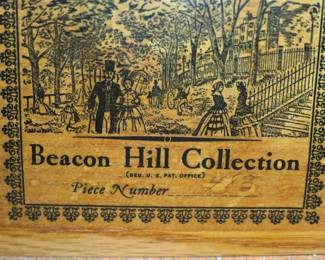 Beacon Hill Collection
(REG. U. S. PAT. OFFICE)
Piece Number